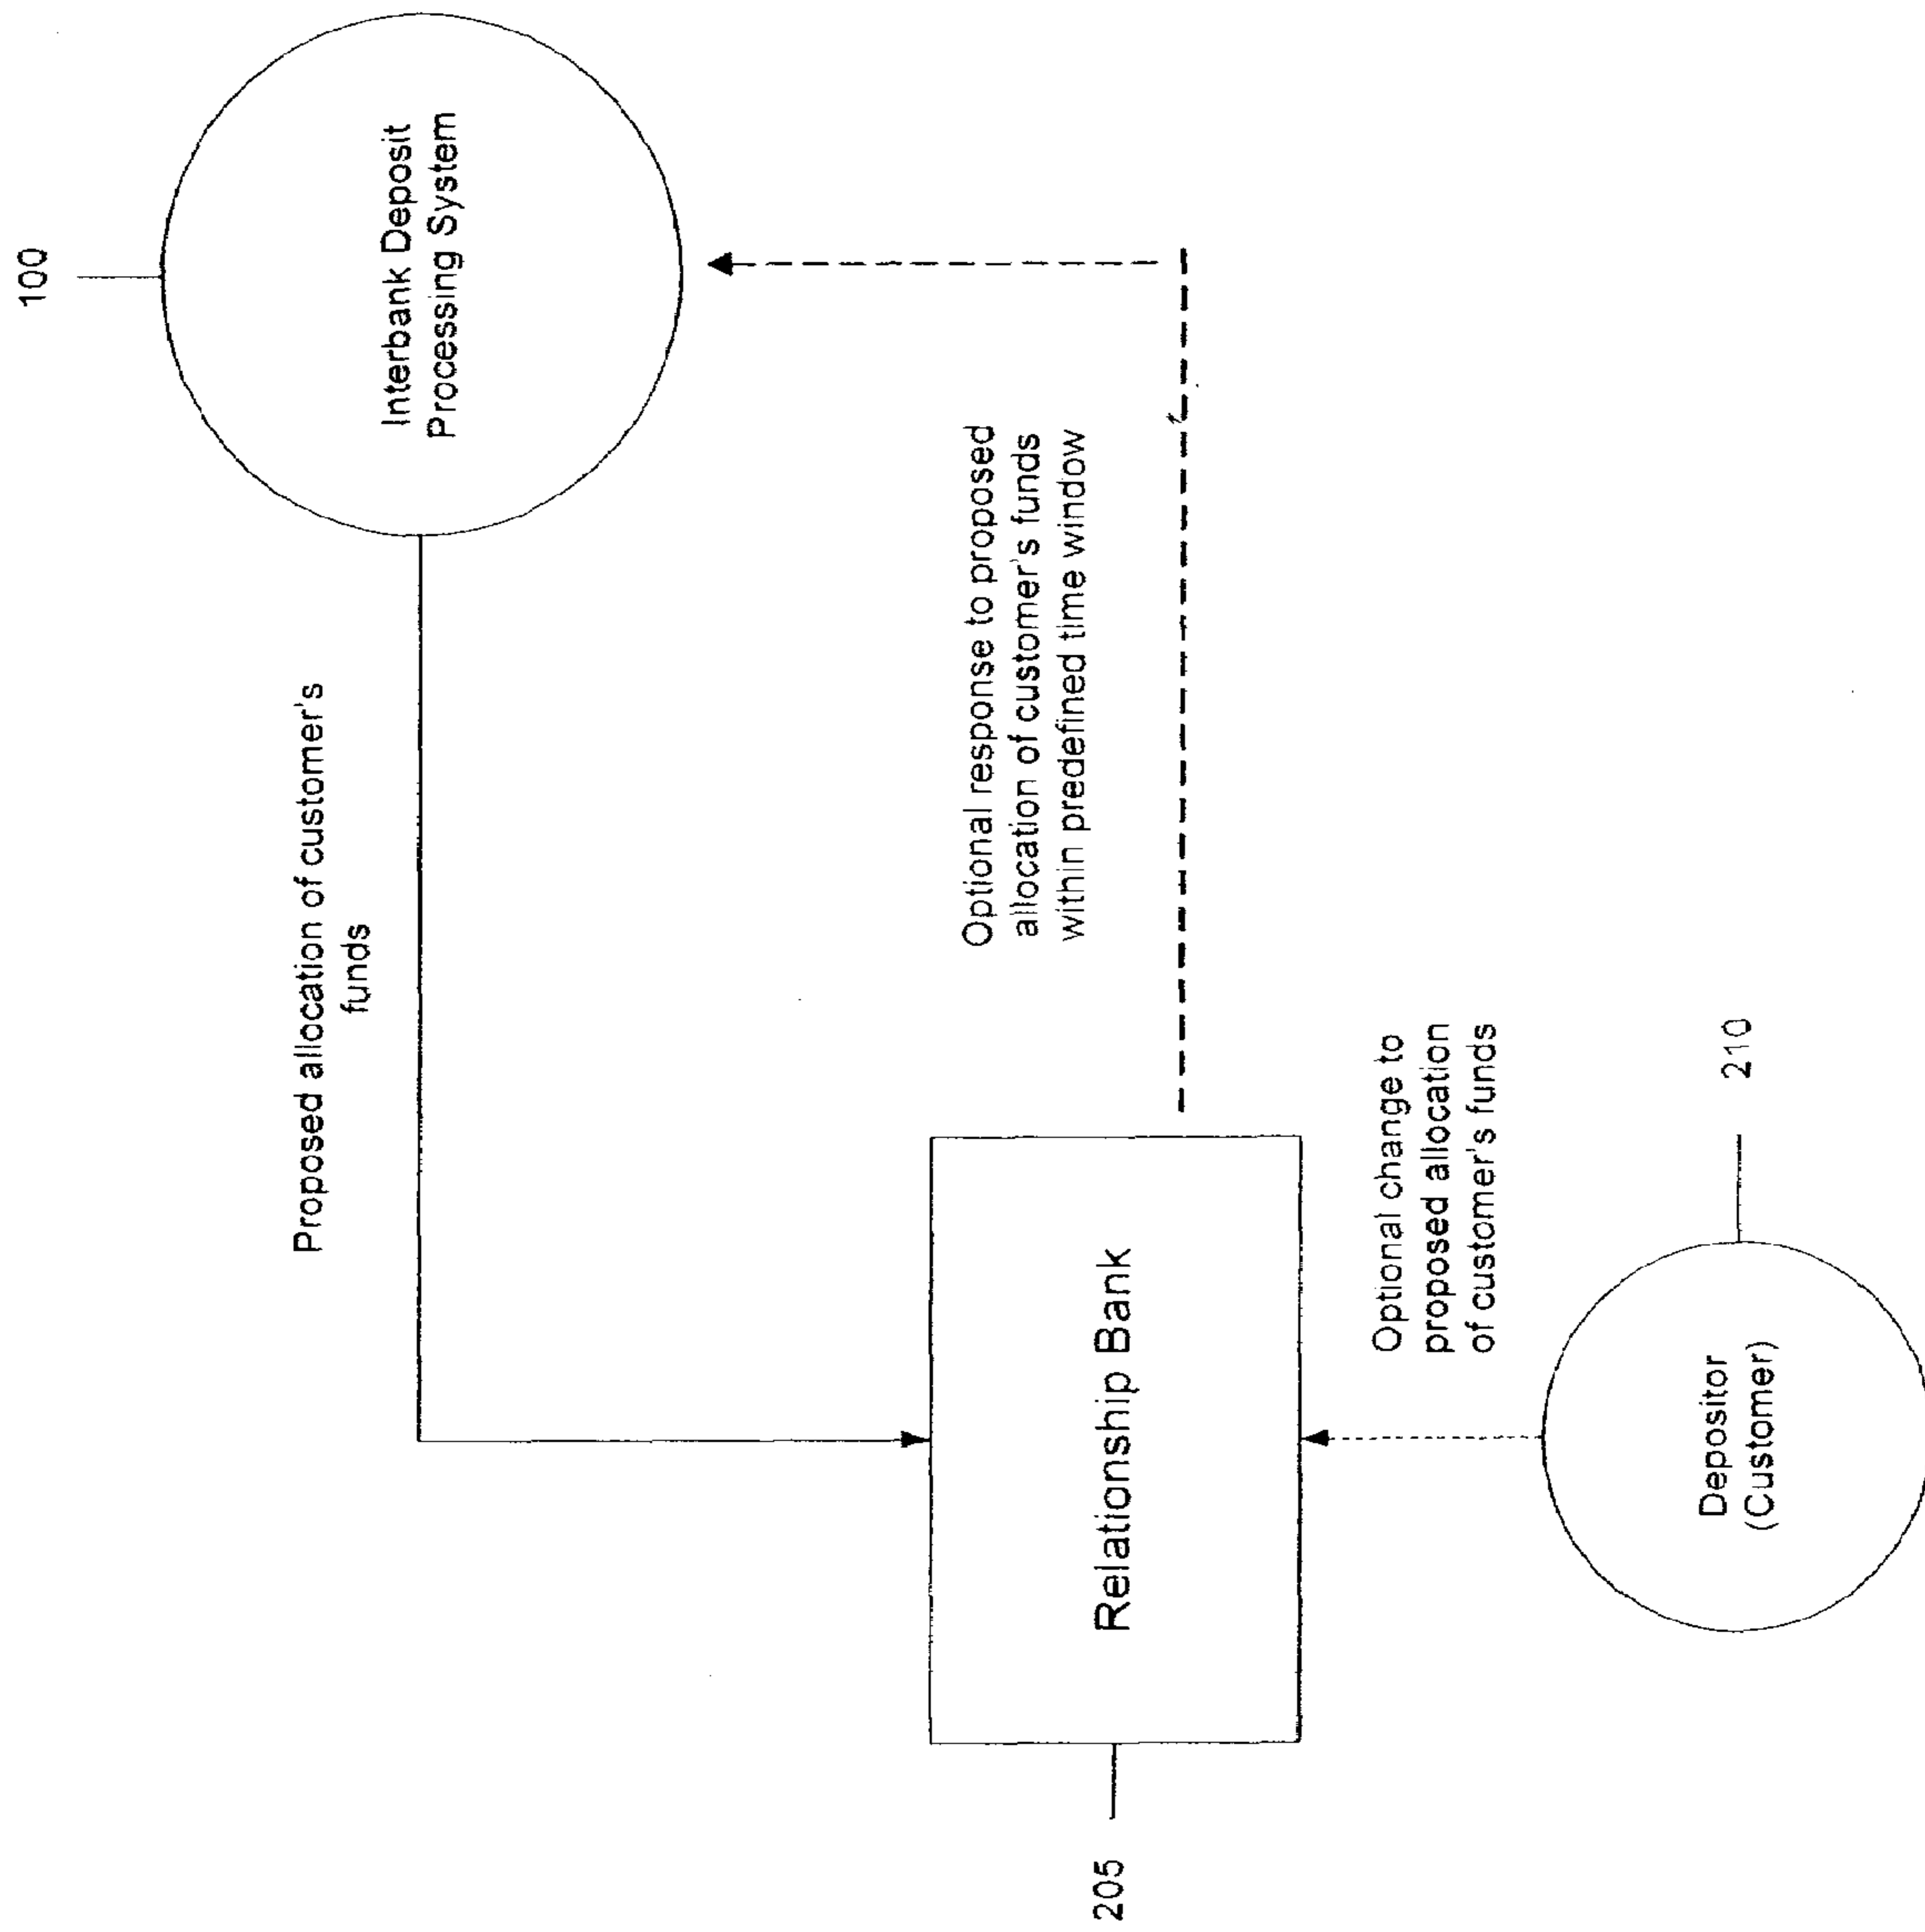 100
Interbank Deposit
Processing System
Proposed allocation of customer's
funds
Optional response to proposed
allocation of customer's funds
within predefined time window
Relationship Bank
205
Optional change to
proposed allocation
of customer's funds
Depositor
(Customer)
210